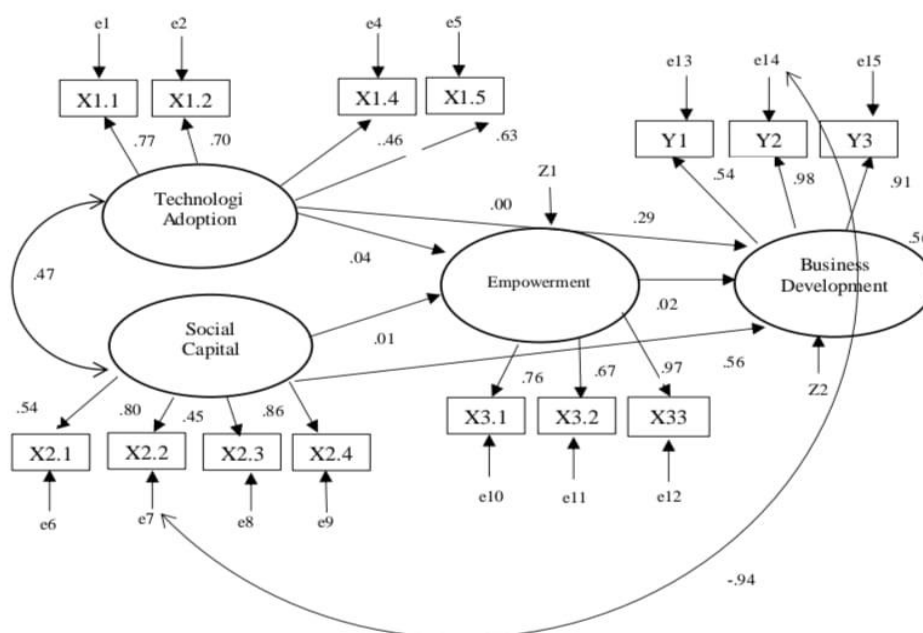 e1
e2
e4
e5
X1.1
X1.2
X1.4
X1.5
.77
.70
..46
.63
e13
e14
e15
Y1
Y2
Y3
.54
.98
.91
Technologi
Adoption
Z1
.00
.29
.04
.47
Empowerment
Business
Development
.02
Social
Capital
.01
.56
Z2
.54
.80
.45
.86
X2.1
X2.2
X2.3
X2.4
e6
e7
e8
e9
.76
.67
.97
X3.1
X3.2
X33
e10
e11
e12
-.94